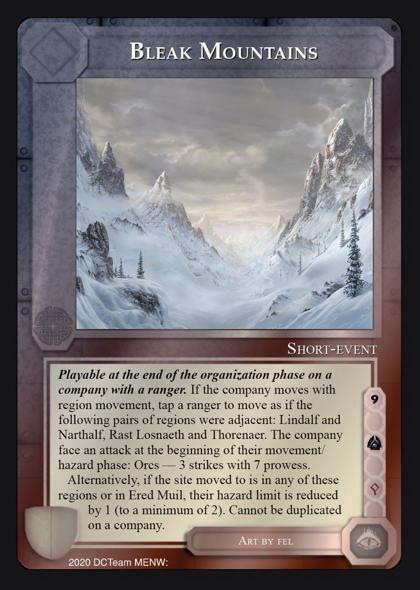 BLEAK MOUNTAINS
SHORT-EVENT
Playable at the end of the organization phase on a
company with a ranger. If the company moves with
region movement, tap a ranger to move as if the
following pairs of regions were adjacent: Lindalf and
Narthalf, Rast Losnaeth and Thorenaer. The company
face an attack at the beginning of their movement/
hazard phase: Orcs — 3 strikes with 7 prowess.
Alternatively, if the site moved to is in any of these
regions or in Ered Muil, their hazard limit is reduced
by 1 (to a minimum of 2). Cannot be duplicated
on a company.
9
ART BY FEL
2020 DCTeam MENW: